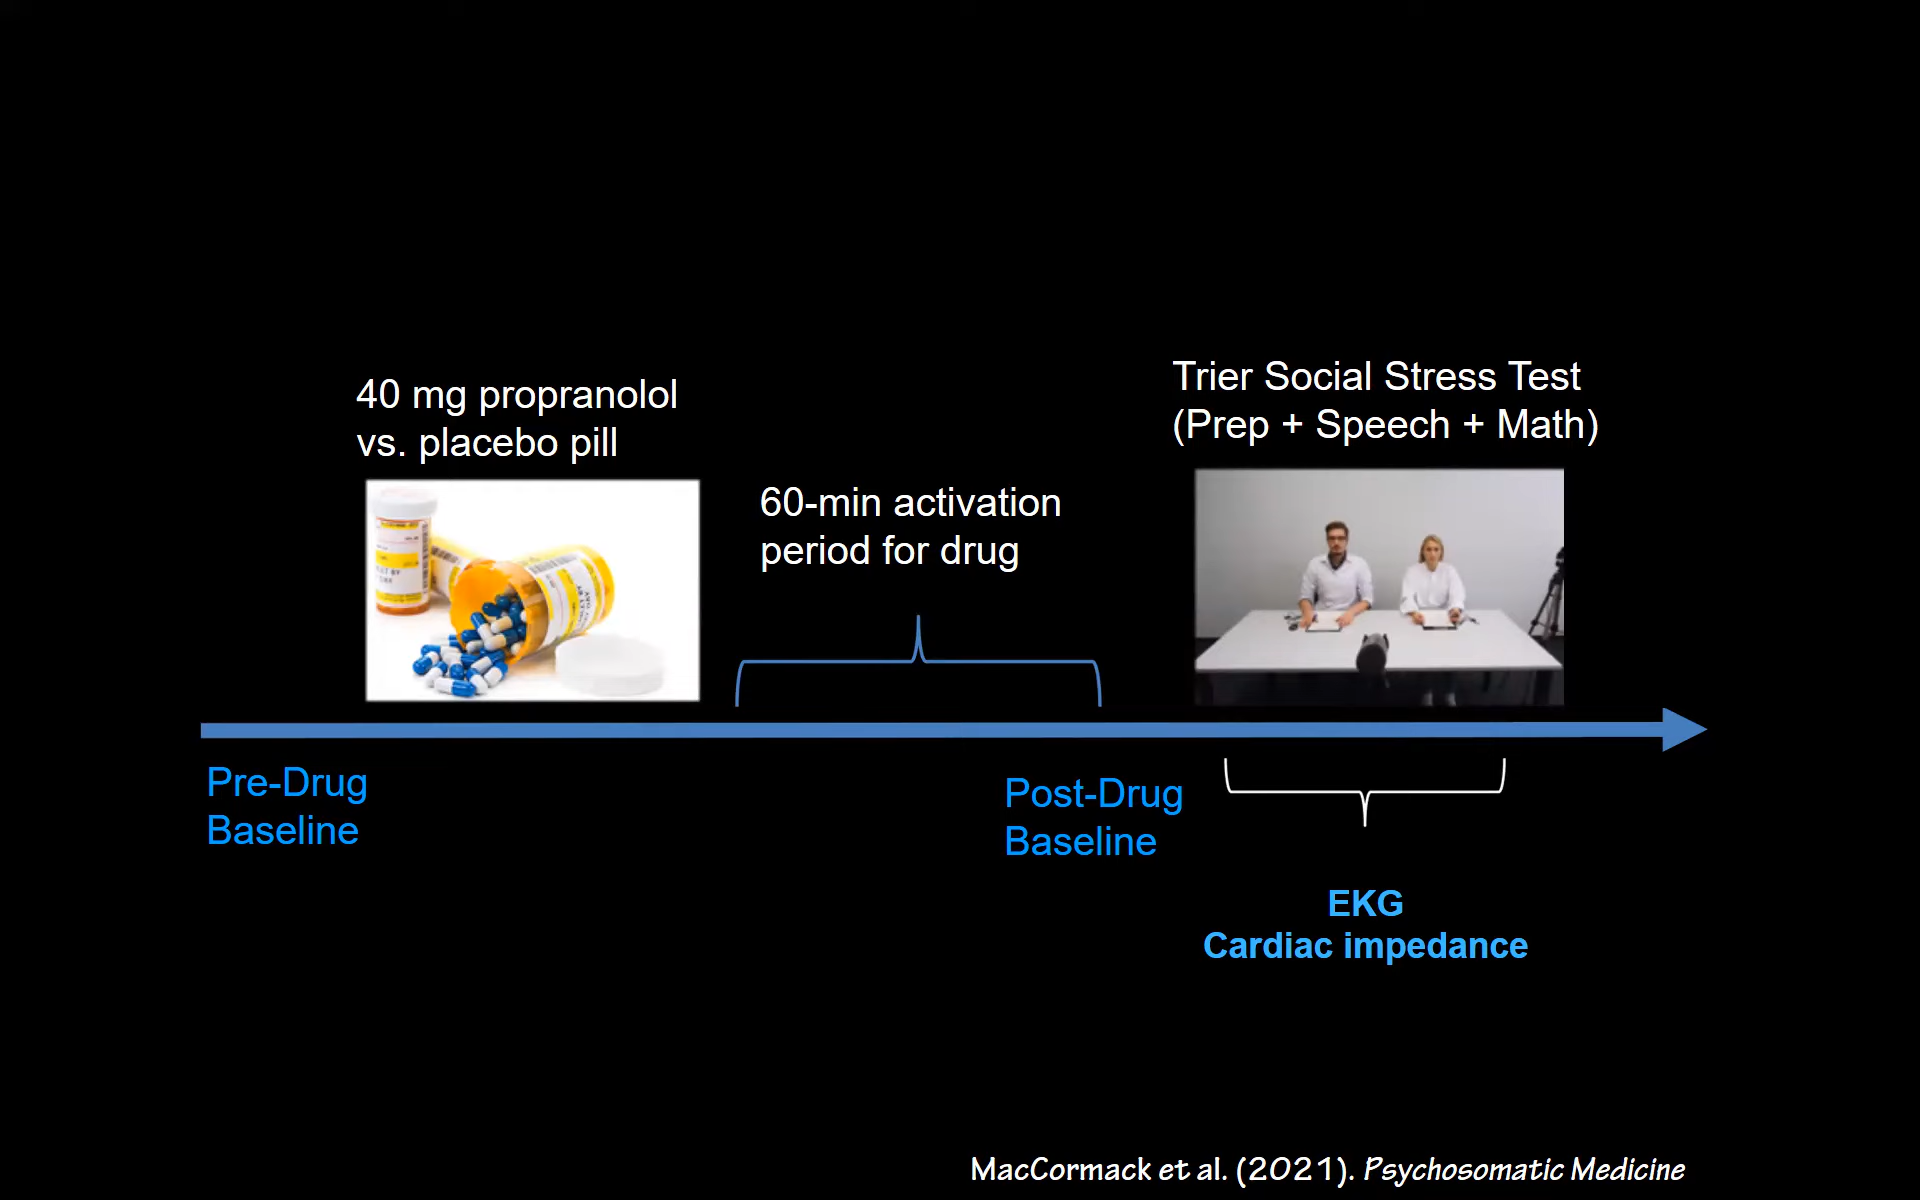 40 mg propranolol
vs. placebo pill
60-min activation
period for drug
Trier Social Stress Test
(Prep + Speech + Math)
Pre-Drug
Baseline
Post-Drug
Baseline
EKG
Cardiac impedance
MacCormack et al. (2021). Psychosomatic Medicine